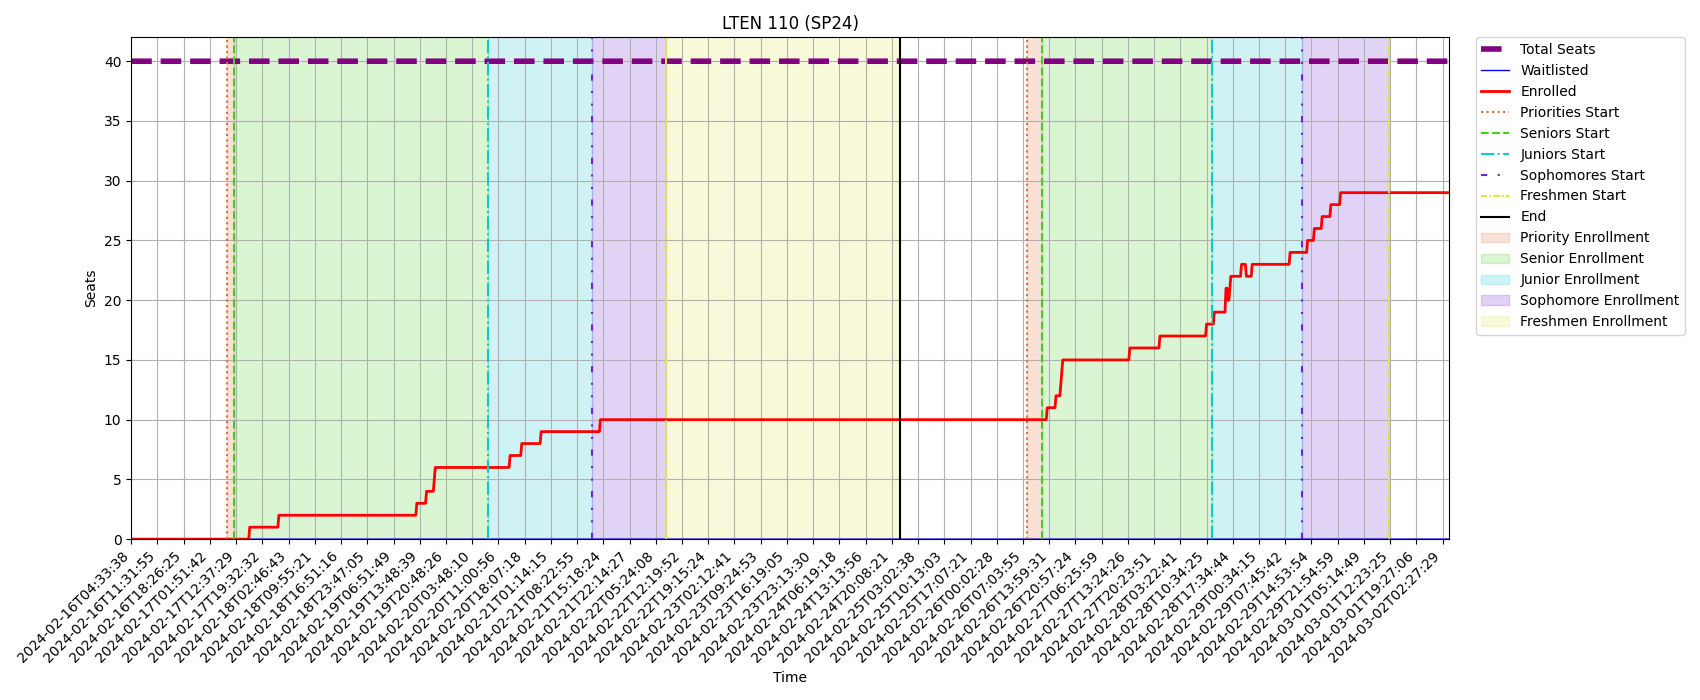 LTEN 110 (SP24)
Seats
40
35
30
25
20
15
10
5
0
2024-02-16T04:33:38
2024-02-16T11:31:55
2024-02-16T18:26:25
2024-02-17T01:51:42
2024-02-17T12:37:29
2024-02-17T19:32:32
2024-02-18T02:46:43
2024-02-18T09:55:21
2024-02-18T16:51:16
2024-02-18T23:47:05
2024-02-19T06:51:49
2024-02-19T13:48:39
2024-02-19T20:48:26
2024-02-20T03:48:10
2024-02-20T11:00:56
2024-02-20T18:07:18
2024-02-21T01:14:15
2024-02-21T08:22:55
2024-02-21T15:18:24
2024-02-21T22:14:27
2024-02-22T05:24:08
2024-02-22T12:19:52
2024-02-22T19:15:24
2024-02-23T02:12:41
2024-02-23T09:24:53
2024-02-23T16:19:05
2024-02-23T23:13:30
2024-02-24T06:19:18
2024-02-24T13:13:56
2024-02-24T20:08:21
2024-02-25T03:02:38
2024-02-25T10:13:03
2024-02-25T17:07:21
2024-02-26T00:02:28
2024-02-26T07:03:55
2024-02-26T13:59:31
2024-02-26T20:57:24
2024-02-27T06:25:59
2024-02-27T13:24:26
2024-02-27T20:23:51
2024-02-28T03:22:41
2024-02-28T10:34:25
2024-02-28T17:34:44
2024-02-29T00:34:15
2024-02-29T07:45:42
2024-02-29T14:53:54
2024-02-29T21:54:59
2024-03-01T05:14:49
2024-03-01T12:23:25
2024-03-01T19:27:06
2024-03-02T02:27:29
Time
Total Seats
Waitlisted
Enrolled
Priorities Start
Seniors Start
Juniors Start
Sophomores Start
Freshmen Start
End
Priority Enrollment
Senior Enrollment
Junior Enrollment
Sophomore Enrollment
Freshmen Enrollment